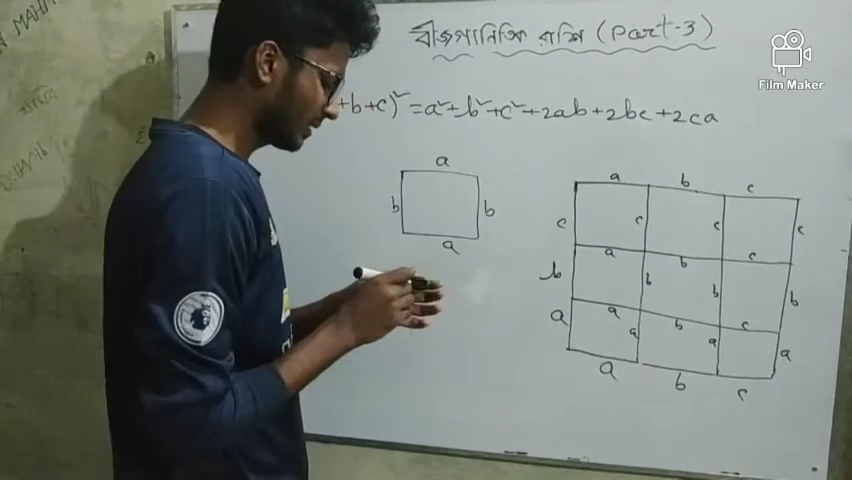 বীজগাণিতিক রাশি (Part-3)
Film Maker
+b+c)² = a²+b²+c²+2ab+2bc+2ca
a
b b
a
a b c
c c c c
a b c
b b b b
a b c
a a a a
a b c